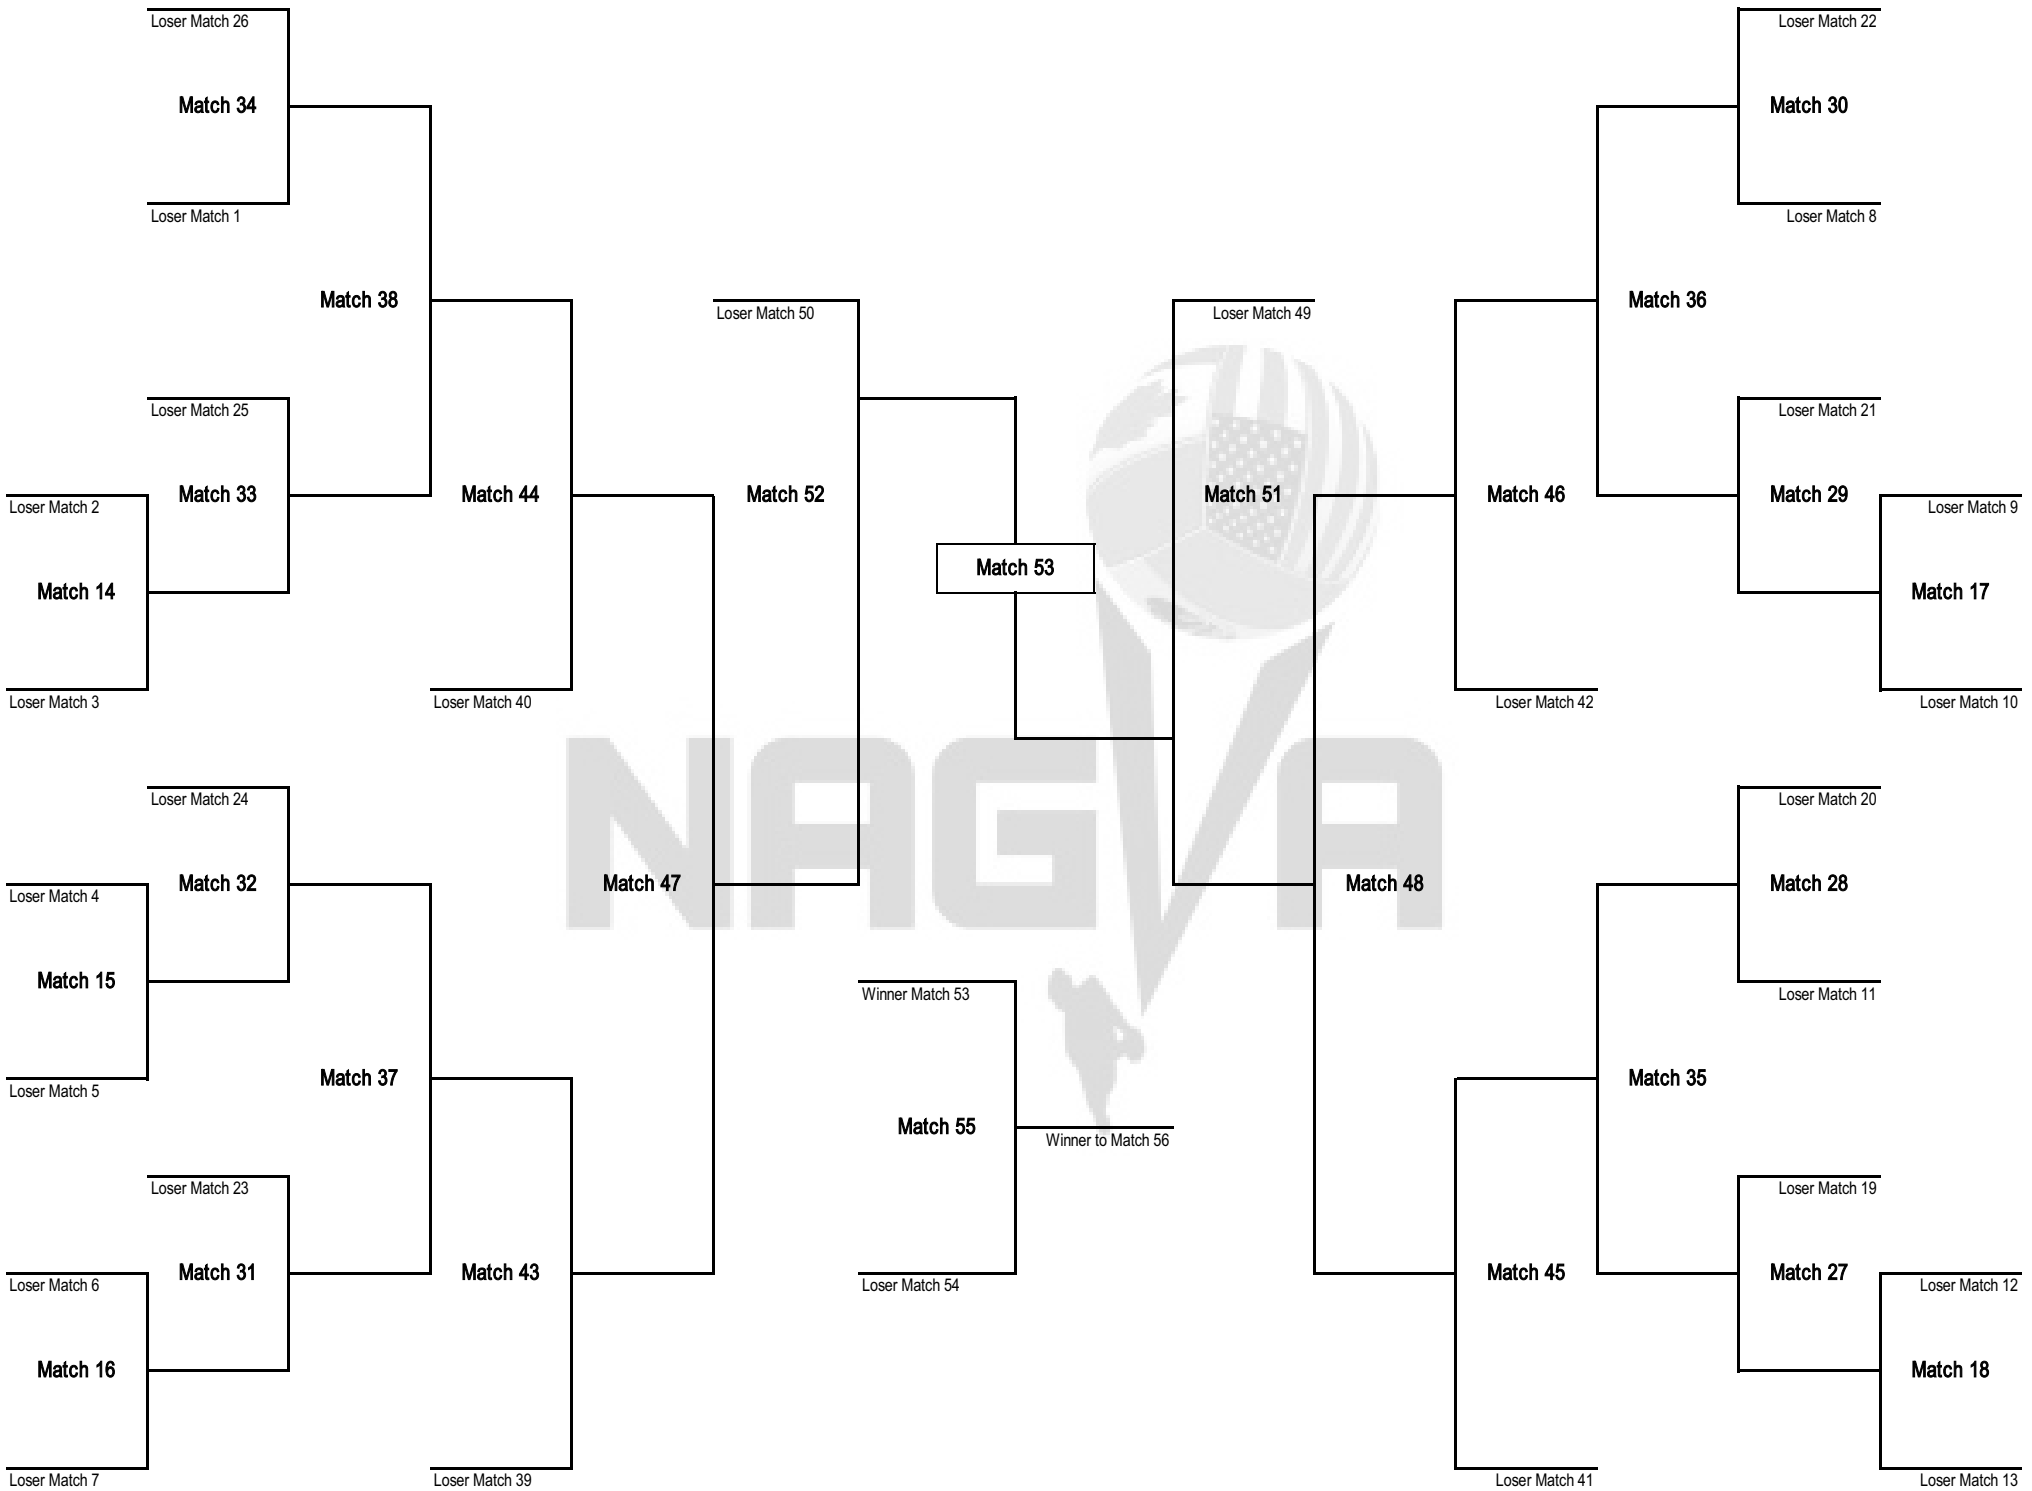 Loser Match 26
Loser Match 22
Match 34
Match 30
Loser Match 1
Loser Match 8
Match 38
Loser Match 50
Loser Match 49
Match 36
Loser Match 25
Loser Match 21
Loser Match 2
Match 33
Match 44
Match 52
Match 51
Match 46
Match 29
Loser Match 9
Match 53
Match 14
Match 17
Loser Match 3
Loser Match 40
Loser Match 42
Loser Match 10
NAGVA
Loser Match 24
Loser Match 20
Loser Match 4
Match 32
Match 47
Match 48
Match 28
Match 15
Winner Match 53
Loser Match 11
Loser Match 5
Match 37
Match 35
Match 55
Winner to Match 56
Loser Match 23
Loser Match 19
Loser Match 6
Match 31
Match 43
Loser Match 54
Match 45
Match 27
Loser Match 12
Match 16
Match 18
Loser Match 7
Loser Match 39
Loser Match 41
Loser Match 13